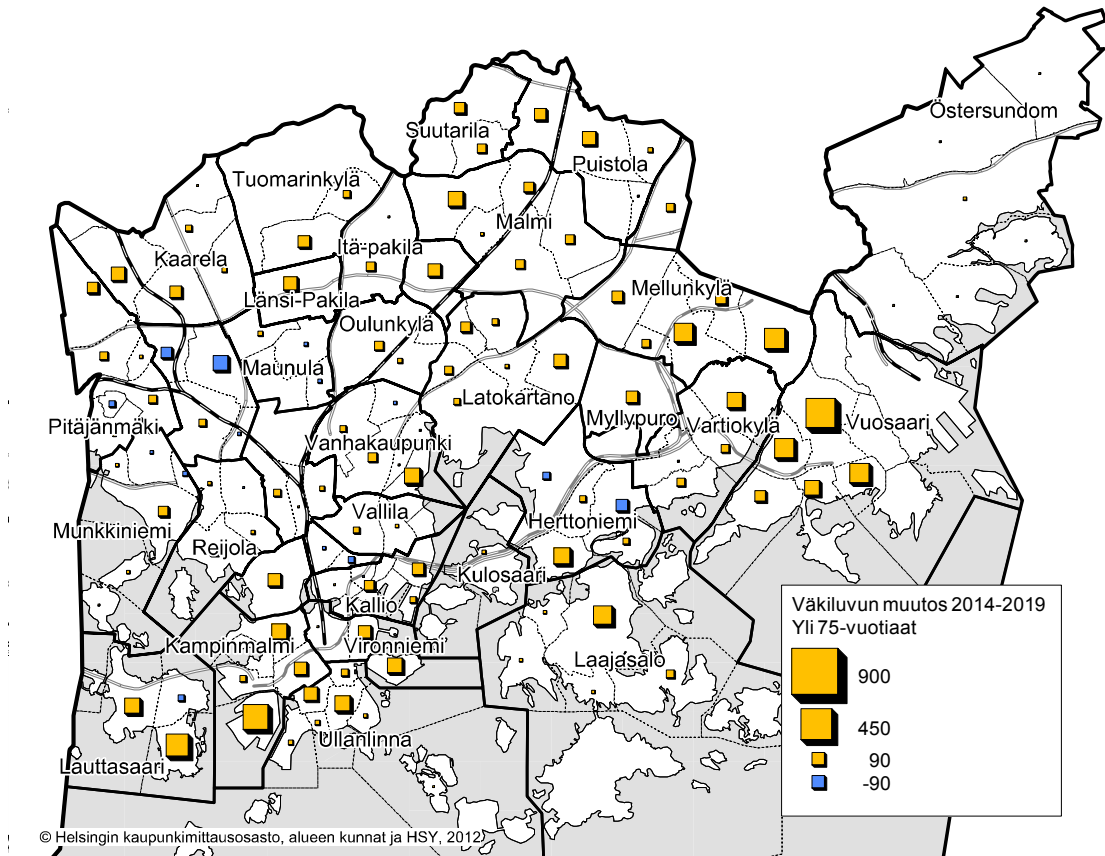 Östersundom
Suutarila
Puistola
Tuomarinkylä
Malmi
Itä-pakila
Kaarela
Mellunkylä
Länsi-Pakila
Oulunkylä
Maunula
Latokartano
Myllypuro
Vartiokylä
Vuosaari
Pitäjänmäki
Vanhakaupunki
Vallila
Herttoniemi
Munkkiniemi
Reijola
Kulosaari
Kallio
Kampinmalmi
Vironniemi
Laajasalo
Ullanlinna
Lauttasaari
Väkiluvun muutos 2014-2019
Yli 75-vuotiaat
900
450
90
-90
© Helsingin kaupunkimittausosasto, alueen kunnat ja HSY, 2012